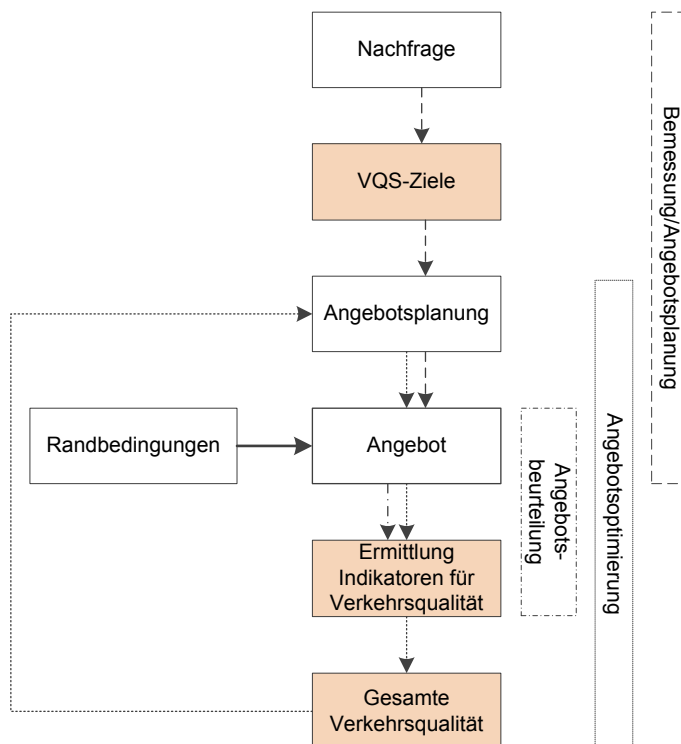 Nachfrage
VQS-Ziele
Angebotsplanung
Randbedingungen
Angebot
Ermittlung
Indikatoren für
Verkehrsqualität
Gesamte
Verkehrsqualität
Angebots-
beurteilung
Angebotsoptimierung
Bemessung/Angebotsplanung